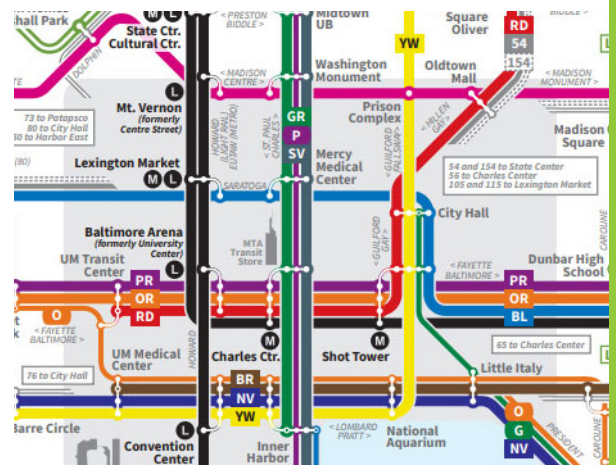 hall Park
M
L
State Ctr.
Cultural Ctr.
DOLPHIN
< PRESTON
BIDDLE >
Midtown
UB
YW
Square
Oliver
RD
54
154
BIDDLE >
Washington
Monument
Oldtown
Mall
< MADISON
CENTRE >
< MADISON
MONUMENT >
L
Mt. Vernon
(formerly
Centre Street)
73 to Patapsco
80 to City Hall
to Harbor East
(80)
HOWARD
(LIGHT RAIL)
EUTAW (METRO)
< ST. PAUL
CHARLES >
GR
P
SV
Prison
Complex
< HILLEN
GAY >
Madison
Square
Lexington Market
M L
SARATOGA
Mercy
Medical
Center
< GUILFORD
FALLSWAY >
54 and 154 to State Center
56 to Charles Center
105 and 115 to Lexington Market
Baltimore Arena
(formerly University
Center)
L
MTA
Transit
Store
City Hall
< GUILFORD
GAY >
CAROLINE
UM Transit
Center
< FAYETTE
BALTIMORE >
Dunbar High
School
PR
OR
RD
PR
OR
BL
O
< FAYETTE
BALTIMORE >
M
M
UM Medical
Center
HOWARD
Charles Ctr.
Shot Tower
65 to Charles Center
76 to City Hall
BR
NV
YW
Little Italy
Barre Circle
L
Convention
Center
Inner
Harbor
< LOMBARD
PRATT >
National
Aquarium
O
G
NV
PRESIDENT
CAROLINE